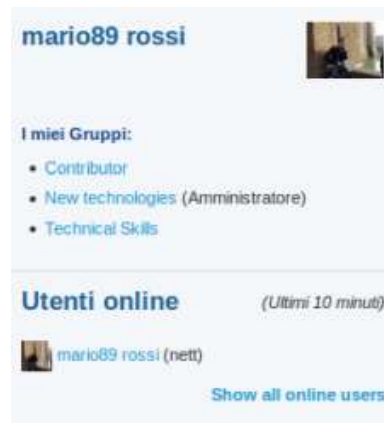 mario89 rossi
I miei Gruppi:
Contributor
New technologies (Amministratore)
Technical Skills
Utenti online (Ultimi 10 minuti)
mario89 rossi (nett)
Show all online users